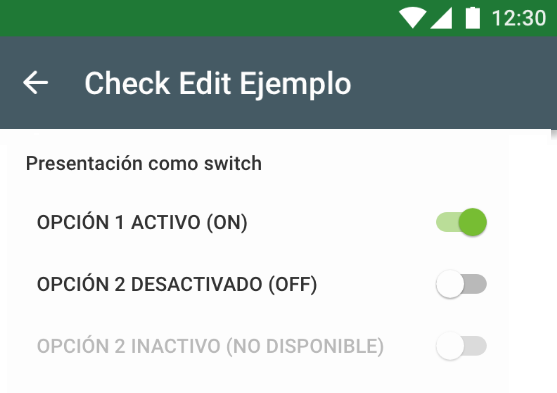 12:30
Check Edit Ejemplo
Presentación como switch
OPCIÓN 1 ACTIVO (ON)
OPCIÓN 2 DESACTIVADO (OFF)
OPCIÓN 2 INACTIVO (NO DISPONIBLE)